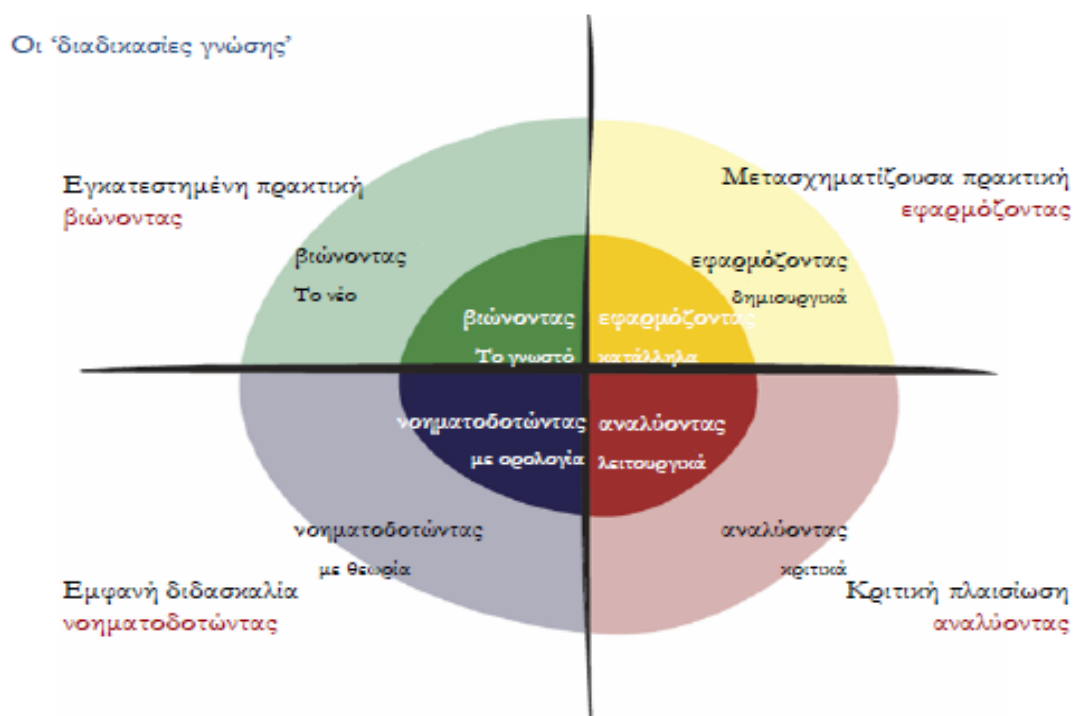 Οι ‘διαδικασίες γνώσης’
Εγκατεστημένη πρακτική
βιώνοντας
Μετασχηματίζουσα πρακτική
εφαρμόζοντας
βιώνοντας
Το νέο
εφαρμόζοντας
δημιουργικά
βιώνοντας
Το γνωστό
εφαρμόζοντας
κατάλληλα
νοηματοδοτώντας
με ορολογία
αναλύοντας
λειτουργικά
νοηματοδοτώντας
με θεωρία
αναλύοντας
κριτικά
Εμφανή διδασκαλία
νοηματοδοτώντας
Κριτική πλαισίωση
αναλύοντας